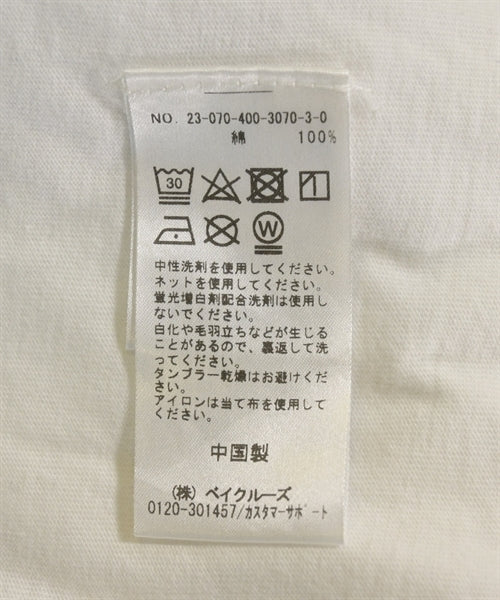 NO. 23-070-400-3070-3-0
綿 100%
30
W
中性洗剤を使用してください。
ネットを使用してください。
蛍光増白剤配合洗剤は使用し
ないでください。
白化や毛羽立ちなどが生じる
ことがあるので、裏返して洗
ってください。
タンブラー乾燥はお避けくだ
さい。
アイロンは当て布を使用して
ください。
中国製
(株) ベイクルーズ
0120-301457/カスタマーサポート